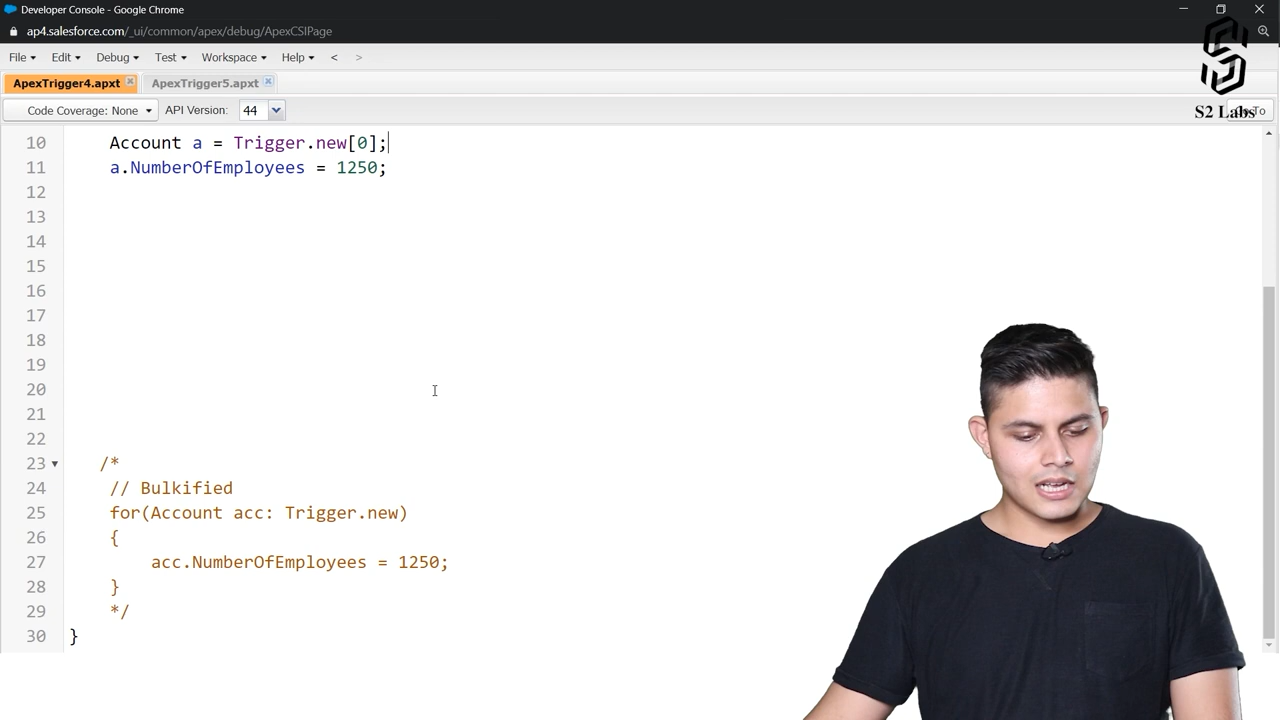 Developer Console - Google Chrome
ap4.salesforce.com/_ui/common/apex/debug/ApexCSIPage
File Edit Debug Test Workspace Help < >
ApexTrigger4.apxt ApexTrigger5.apxt
Code Coverage: None API Version: 44 To
S2 Labs
10 Account a = Trigger.new[0];
11 a.NumberOfEmployees = 1250;
12
13
14
15
16
17
18
19
20
21
22
23 /*
24 // Bulkified
25 for(Account acc: Trigger.new)
26 {
27 acc.NumberOfEmployees = 1250;
28 }
29 */
30 }